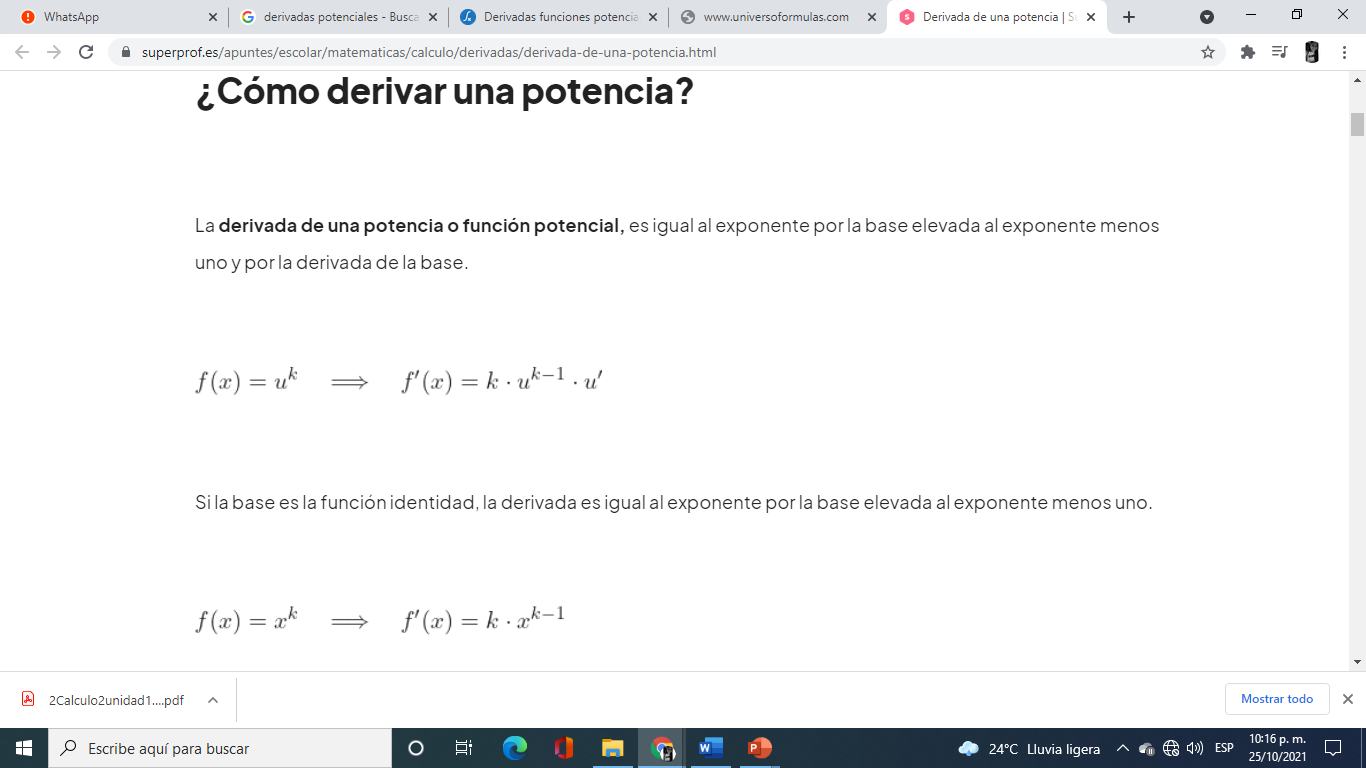 WhatsApp
derivadas potenciales - Busca
Derivadas funciones potencia
www.universoformulas.com
Derivada de una potencia | Su
superprof.es/apuntes/escolar/matematicas/calculo/derivadas/derivada-de-una-potencia.html
¿Cómo derivar una potencia?
La derivada de una potencia o función potencial, es igual al exponente por la base elevada al exponente menos
uno y por la derivada de la base.
f(x) = u^k ⟹ f′(x) = k · u^{k−1} · u′
Si la base es la función identidad, la derivada es igual al exponente por la base elevada al exponente menos uno.
f(x) = x^k ⟹ f′(x) = k · x^{k−1}
2Calculo2unidad1....pdf
Mostrar todo
Escribe aquí para buscar
24°C Lluvia ligera
ESP
10:16 p. m.
25/10/2021